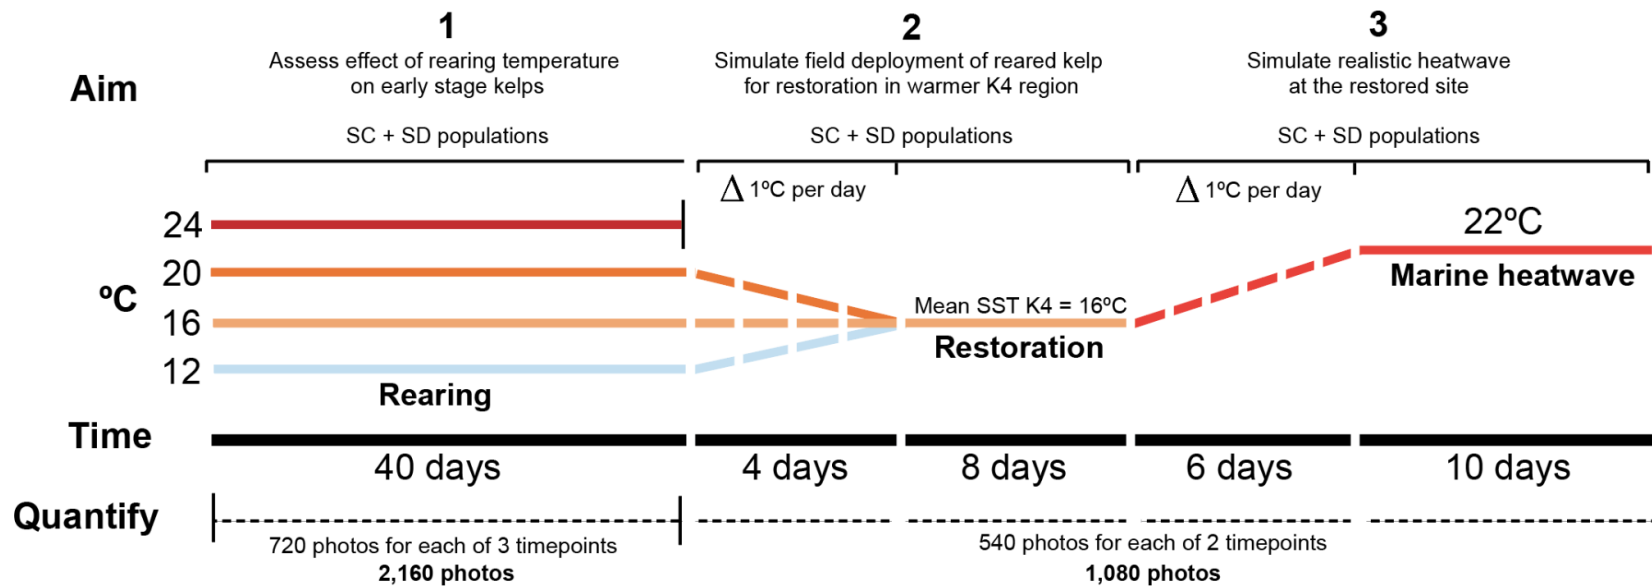 1
Assess effect of rearing temperature
on early stage kelps
2
Simulate field deployment of reared kelp
for restoration in warmer K4 region
3
Simulate realistic heatwave
at the restored site
Aim
SC + SD populations
SC + SD populations
SC + SD populations
Δ 1ºC per day
Δ 1ºC per day
ºC
24
20
16
12
Rearing
Mean SST K4 = 16ºC
Restoration
22ºC
Marine heatwave
Time
40 days
4 days
8 days
6 days
10 days
Quantify
720 photos for each of 3 timepoints
2,160 photos
540 photos for each of 2 timepoints
1,080 photos